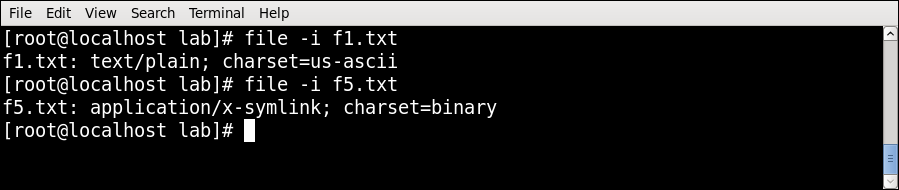 File Edit View Search Terminal Help
[root@localhost lab]# file -i f1.txt
f1.txt: text/plain; charset=us-ascii
[root@localhost lab]# file -i f5.txt
f5.txt: application/x-symlink; charset=binary
[root@localhost lab]#